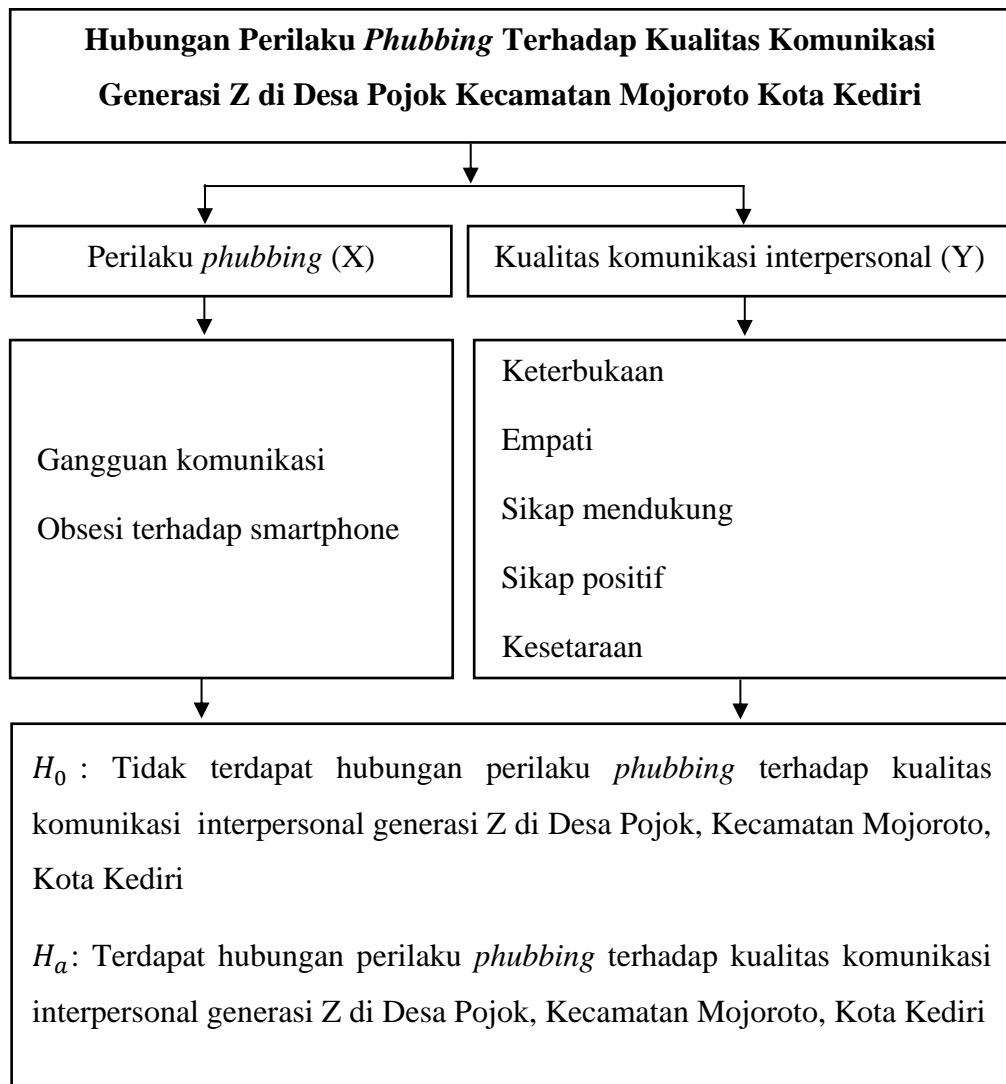 Hubungan Perilaku Phubbing Terhadap Kualitas Komunikasi
Generasi Z di Desa Pojok Kecamatan Mojoroto Kota Kediri
Perilaku phubbing (X)
Kualitas komunikasi interpersonal (Y)
Gangguan komunikasi
Obsesi terhadap smartphone
Keterbukaan
Empati
Sikap mendukung
Sikap positif
Kesetaraan
H₀ : Tidak terdapat hubungan perilaku phubbing terhadap kualitas
komunikasi interpersonal generasi Z di Desa Pojok, Kecamatan Mojoroto,
Kota Kediri
Hₐ: Terdapat hubungan perilaku phubbing terhadap kualitas komunikasi
interpersonal generasi Z di Desa Pojok, Kecamatan Mojoroto, Kota Kediri